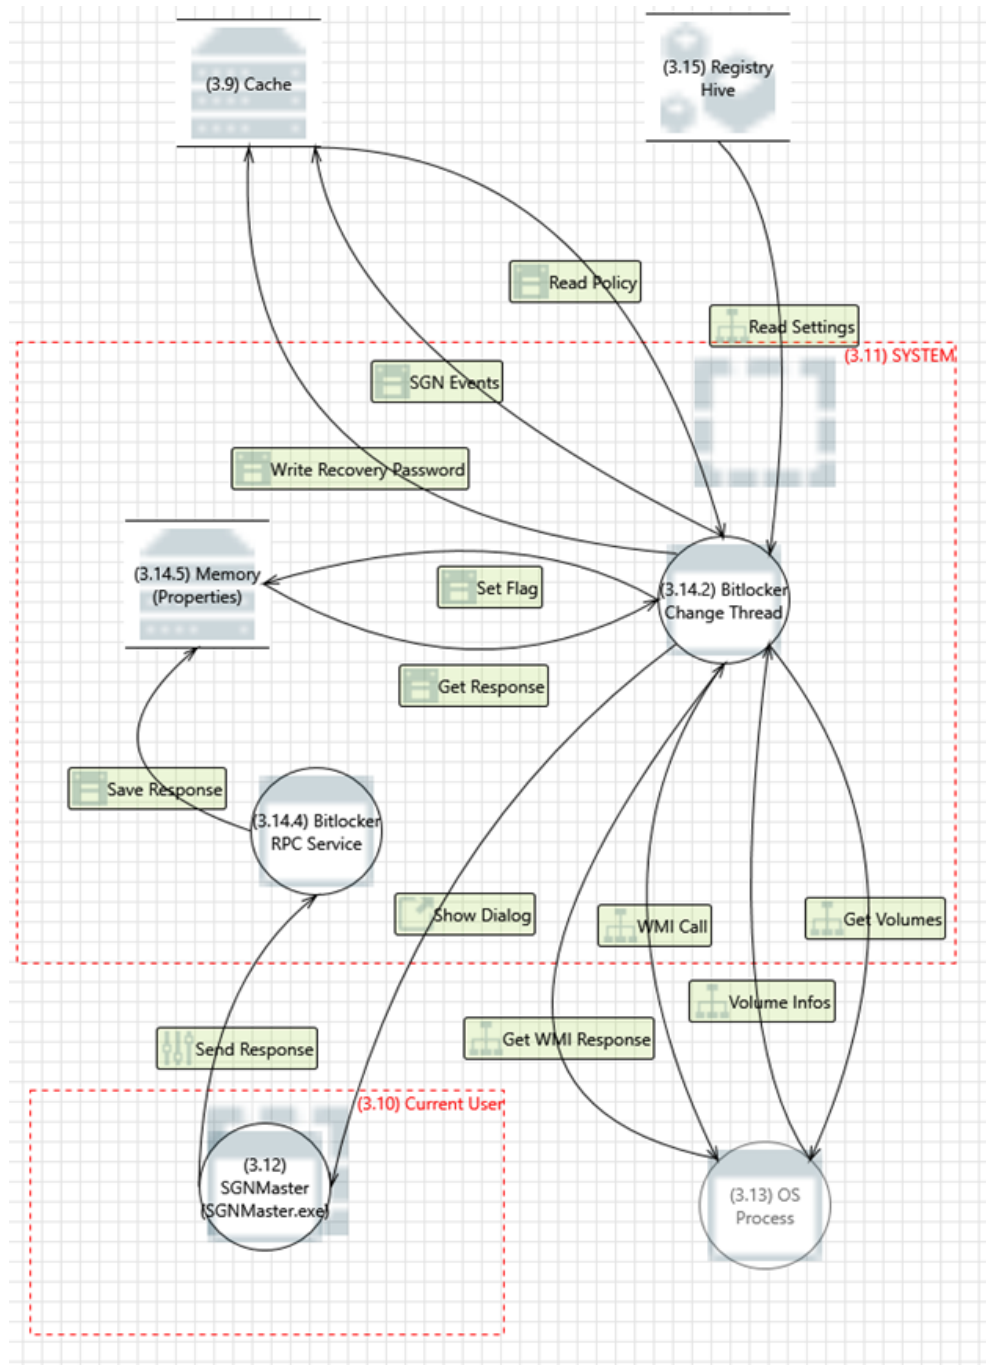 (3.9) Cache
(3.15) Registry
Hive
Read Policy
Read Settings
(3.11) SYSTEM
SGN Events
Write Recovery Password
(3.14.5) Memory
(Properties)
Set Flag
(3.14.2) Bitlocker
Change Thread
Get Response
Save Response
(3.14.4) Bitlocker
RPC Service
Show Dialog
WMI Call
Get Volumes
Volume Infos
Send Response
Get WMI Response
(3.10) Current User
(3.12)
SGNMaster
(SGNMaster.exe)
(3.13) OS
Process